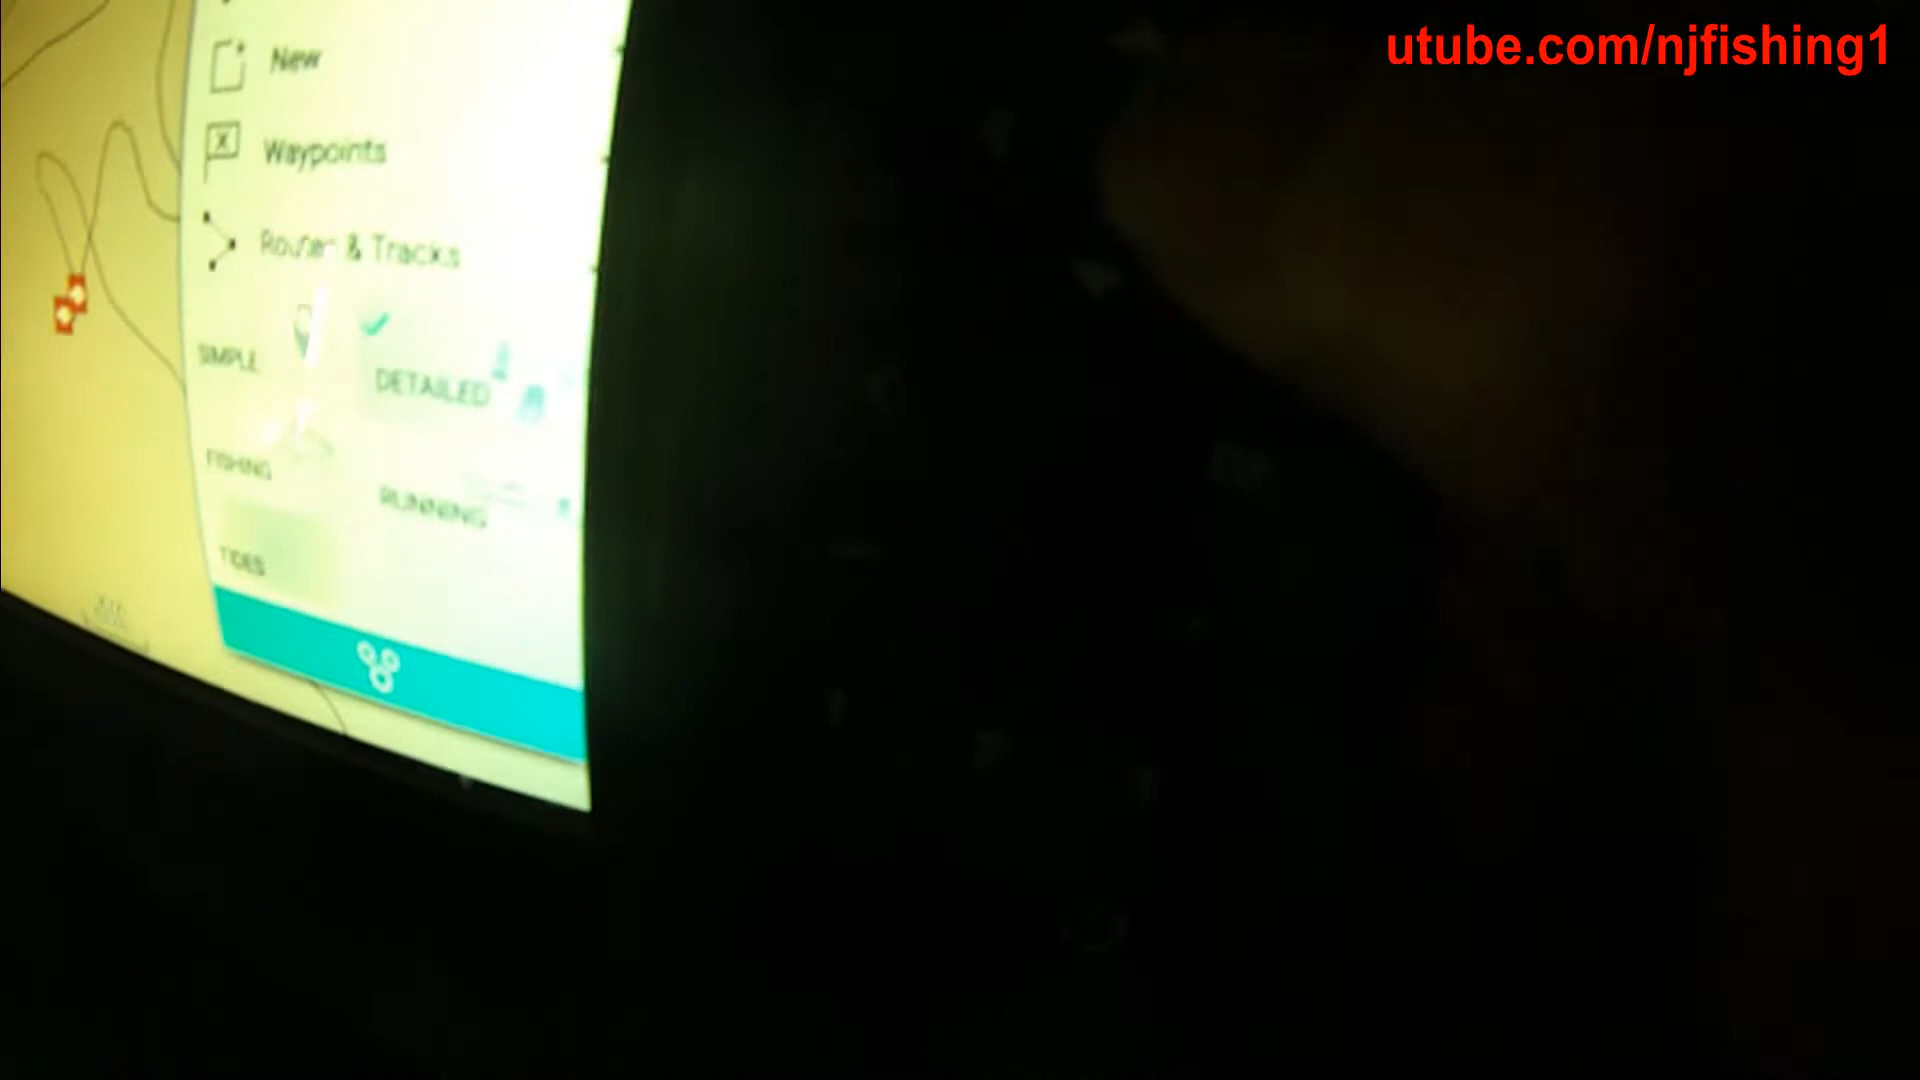 utube.com/njfishing1
New
Waypoints
Routes & Tracks
SIMPLE
DETAILED
FISHING
RUNNING
TIDES